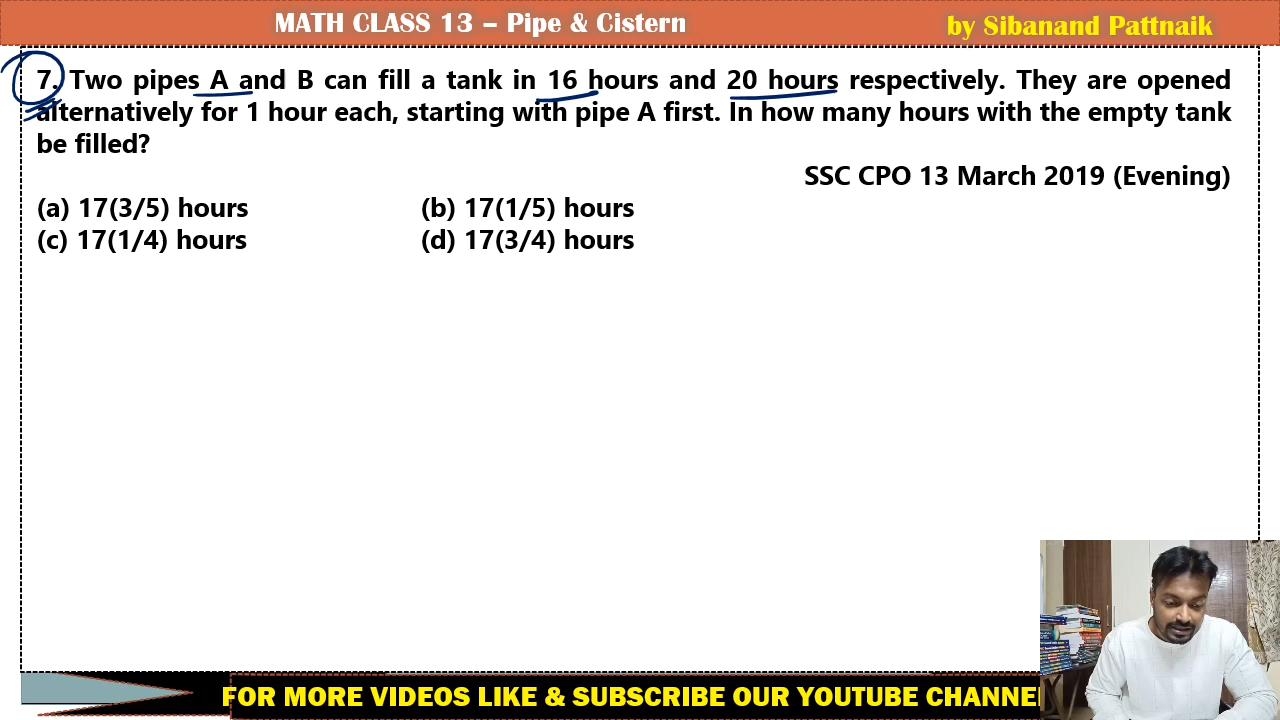 MATH CLASS 13 – Pipe & Cistern
by Sibanand Pattnaik
7. Two pipes A and B can fill a tank in 16 hours and 20 hours respectively. They are opened
alternatively for 1 hour each, starting with pipe A first. In how many hours with the empty tank
be filled?
SSC CPO 13 March 2019 (Evening)
(a) 17(3/5) hours (b) 17(1/5) hours
(c) 17(1/4) hours (d) 17(3/4) hours
FOR MORE VIDEOS LIKE & SUBSCRIBE OUR YOUTUBE CHANNEL